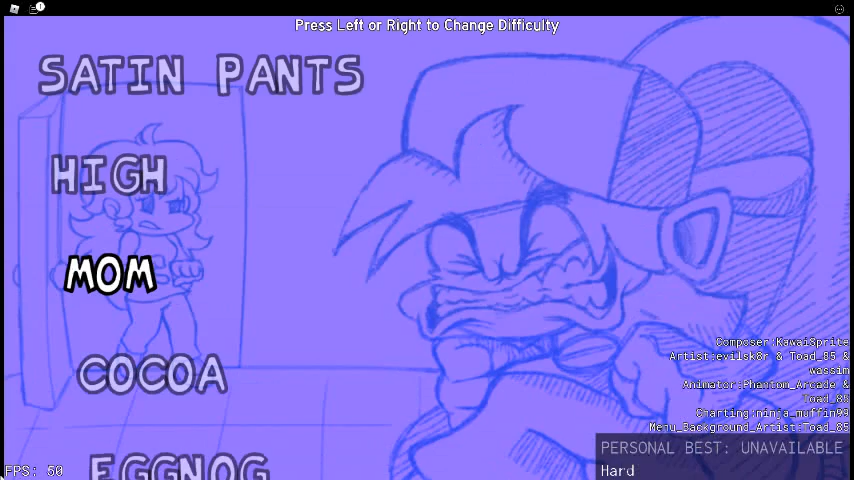 Press Left or Right to Change Difficulty
SATIN PANTS
HIGH
MOM
COCOA
EGGNOG
Composer:KawaiSprite
Artist:evilsk8r & Toad_85 &
wassim
Animator:Phantom_Arcade &
Toad_85
Charting:ninja_muffin99
Menu_Background_Artist:Toad_85
PERSONAL BEST: UNAVAILABLE
Hard
FPS: 50